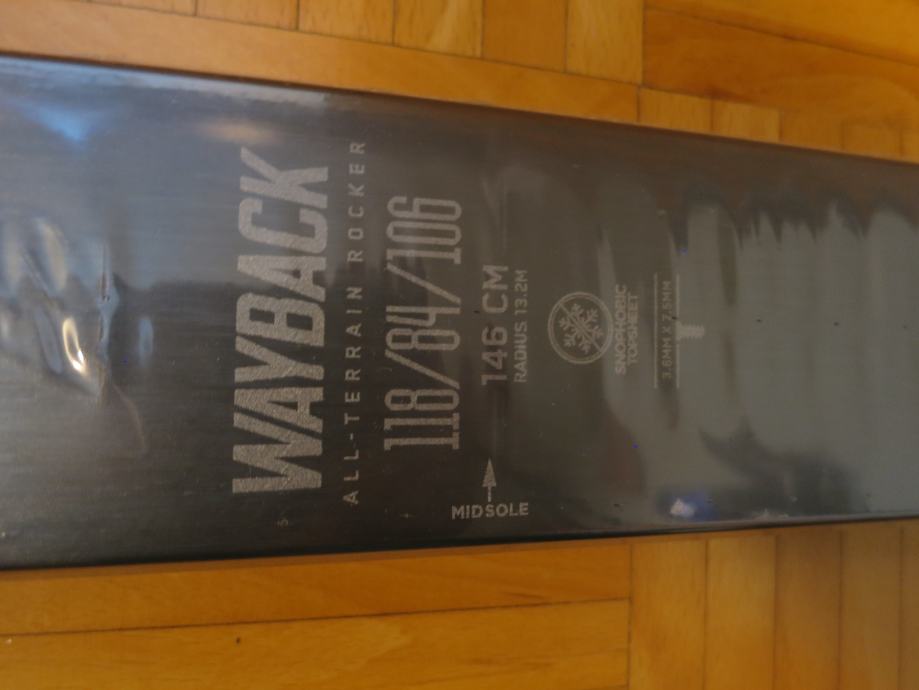 WAYBACK
ALL-TERRAIN ROCKER
118/84/106
146 CM
RADIUS 13.2M
MIDSOLE
SNOPHOBIC
TOPSHEET
3.6MM X 7.5MM